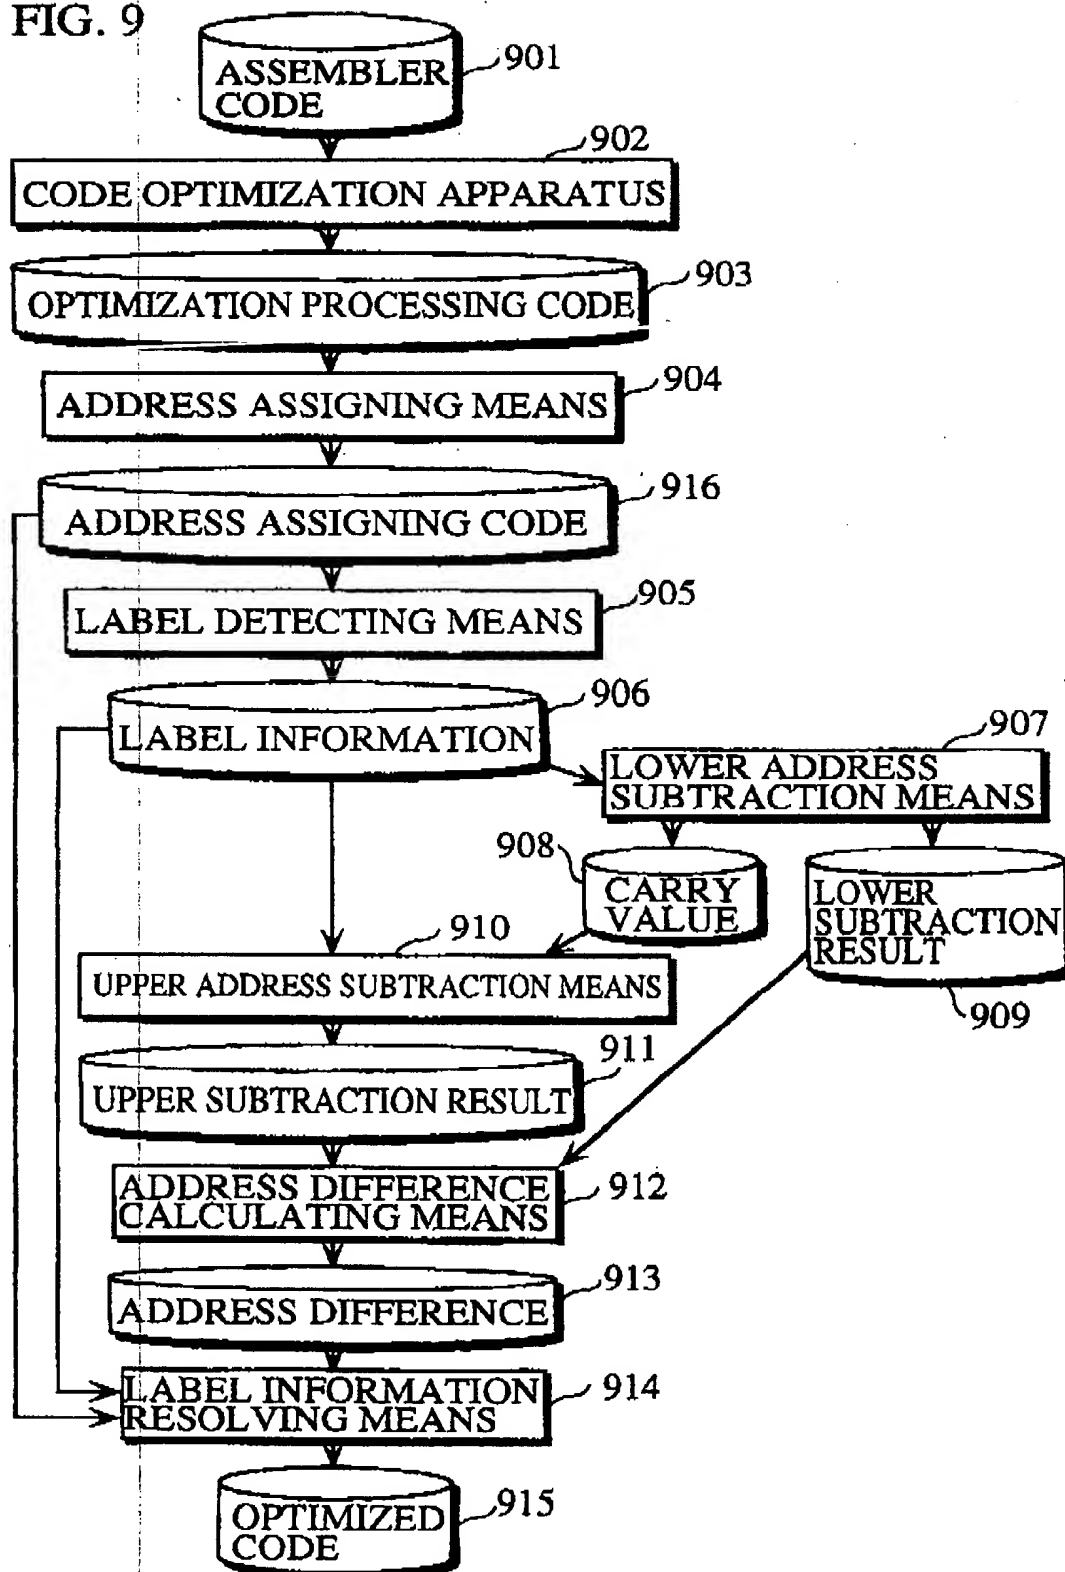 FIG. 9
ASSEMBLER
CODE
901
902
CODE OPTIMIZATION APPARATUS
903
OPTIMIZATION PROCESSING CODE
904
ADDRESS ASSIGNING MEANS
916
ADDRESS ASSIGNING CODE
905
LABEL DETECTING MEANS
906
LABEL INFORMATION
907
LOWER ADDRESS
SUBTRACTION MEANS
908
CARRY
VALUE
LOWER
SUBTRACTION
RESULT
909
910
UPPER ADDRESS SUBTRACTION MEANS
911
UPPER SUBTRACTION RESULT
ADDRESS DIFFERENCE
CALCULATING MEANS
912
913
ADDRESS DIFFERENCE
LABEL INFORMATION
RESOLVING MEANS
914
OPTIMIZED
CODE
915